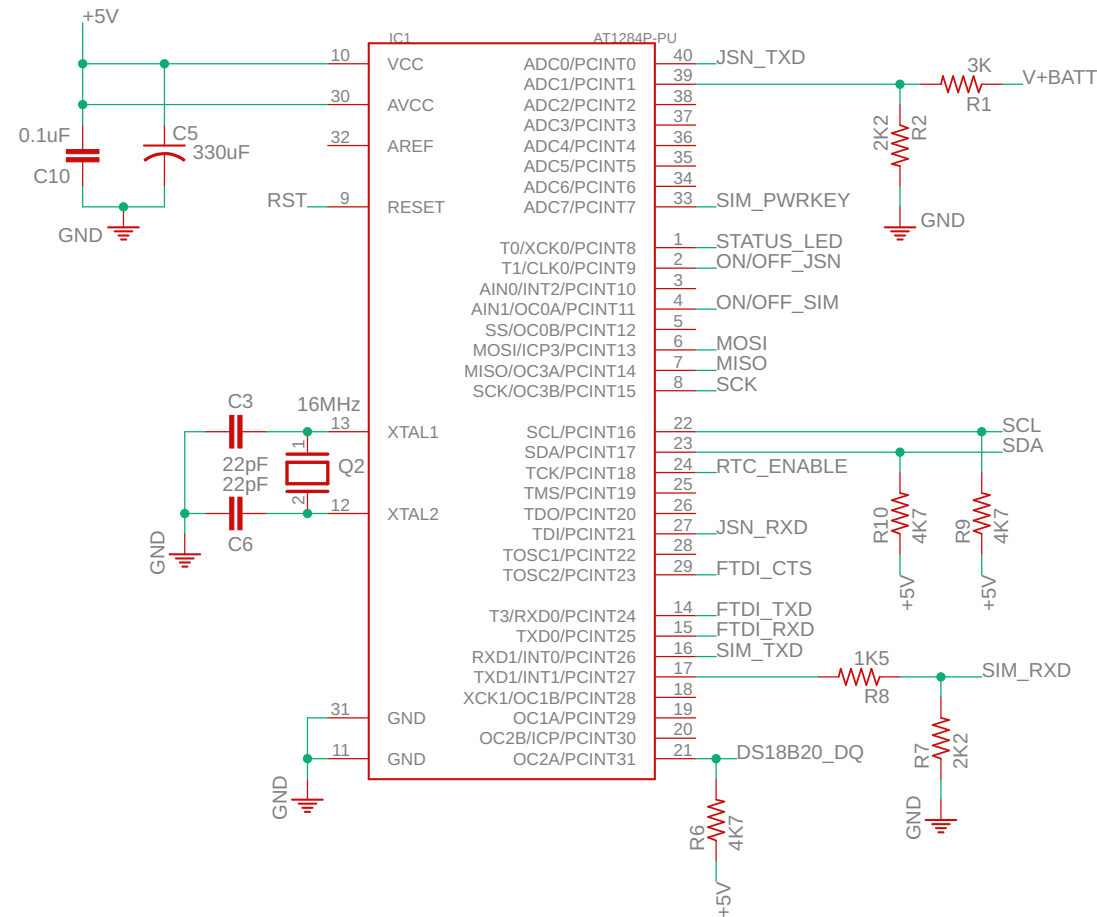 +5V
IC1
AT1284P-PU
10
VCC
30
AVCC
32
AREF
9
RESET
RST
0.1uF
C10
C5
330uF
GND
C3
22pF
22pF
C6
GND
16MHz
13
XTAL1
1
Q2
2
12
XTAL2
31
GND
11
GND
GND
ADC0/PCINT0
40
JSN_TXD
ADC1/PCINT1
39
ADC2/PCINT2
38
ADC3/PCINT3
37
ADC4/PCINT4
36
ADC5/PCINT5
35
ADC6/PCINT6
34
ADC7/PCINT7
33
SIM_PWRKEY
3K
R1
V+BATT
2K2
R2
GND
T0/XCK0/PCINT8
1
STATUS_LED
T1/CLK0/PCINT9
2
ON/OFF_JSN
AIN0/INT2/PCINT10
3
AIN1/OC0A/PCINT11
4
ON/OFF_SIM
SS/OC0B/PCINT12
5
MOSI/ICP3/PCINT13
6
MOSI
MISO/OC3A/PCINT14
7
MISO
SCK/OC3B/PCINT15
8
SCK
SCL/PCINT16
22
SCL
SDA/PCINT17
23
SDA
TCK/PCINT18
24
RTC_ENABLE
TMS/PCINT19
25
TDO/PCINT20
26
TDI/PCINT21
27
JSN_RXD
TOSC1/PCINT22
28
TOSC2/PCINT23
29
FTDI_CTS
R10
4K7
+5V
R9
4K7
+5V
T3/RXD0/PCINT24
14
FTDI_TXD
TXD0/PCINT25
15
FTDI_RXD
RXD1/INT0/PCINT26
16
SIM_TXD
TXD1/INT1/PCINT27
17
XCK1/OC1B/PCINT28
18
OC1A/PCINT29
19
OC2B/ICP/PCINT30
20
OC2A/PCINT31
21
DS18B20_DQ
1K5
R8
SIM_RXD
R7
2K2
GND
R6
4K7
+5V